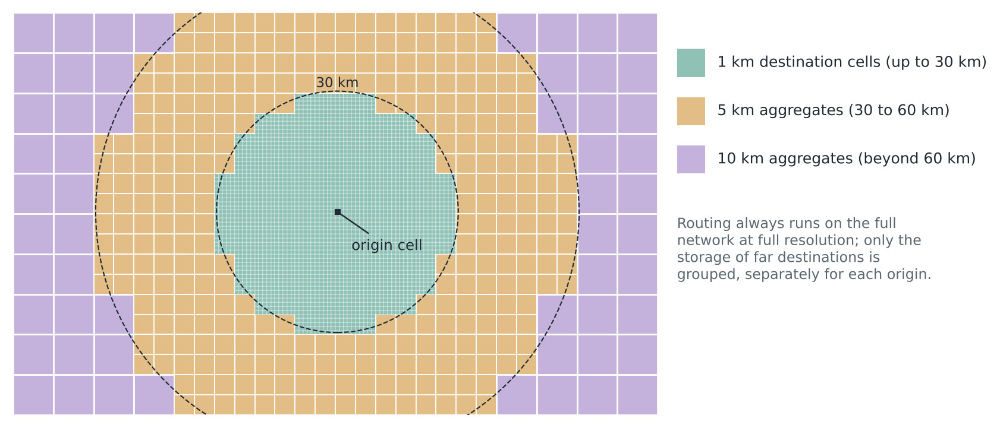 30 km
origin cell
1 km destination cells (up to 30 km)
5 km aggregates (30 to 60 km)
10 km aggregates (beyond 60 km)
Routing always runs on the full
network at full resolution; only the
storage of far destinations is
grouped, separately for each origin.